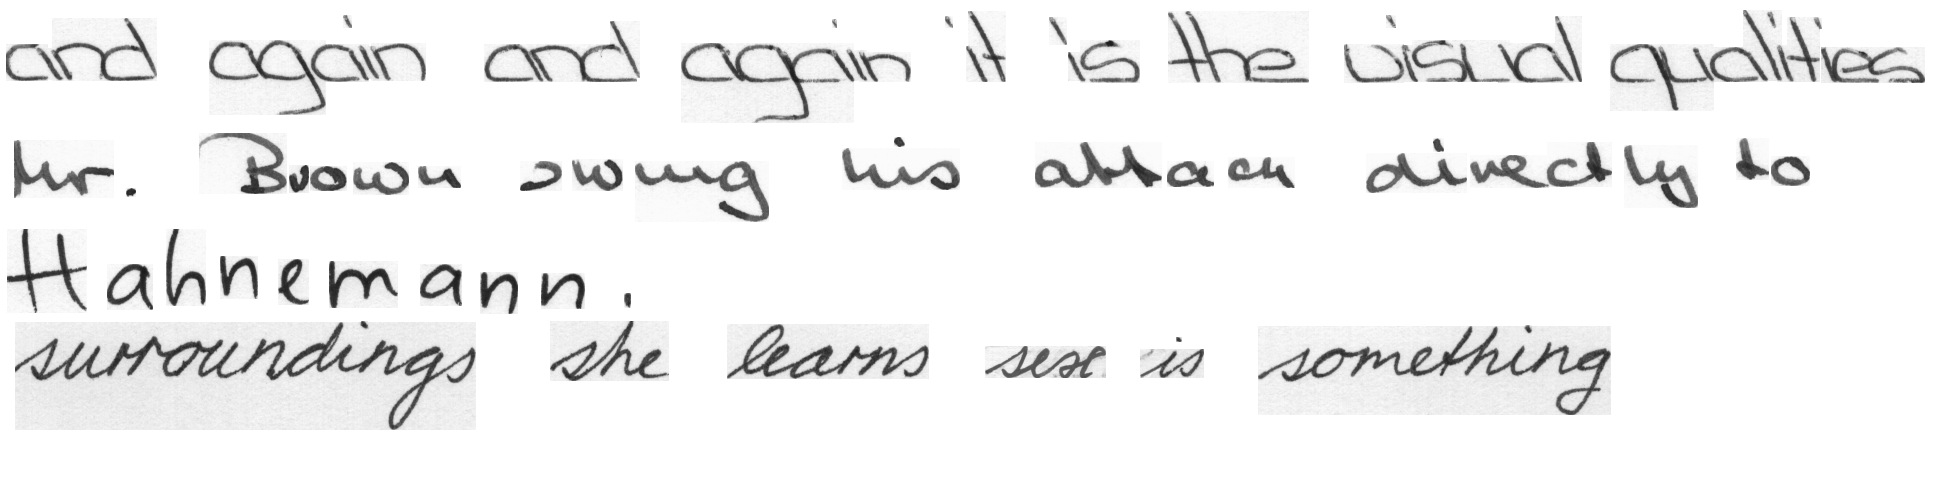 and again and again it is the visual qualities
Mr. Brown swung his attack directly to
Hahnemann.
surroundings she learns sex is something